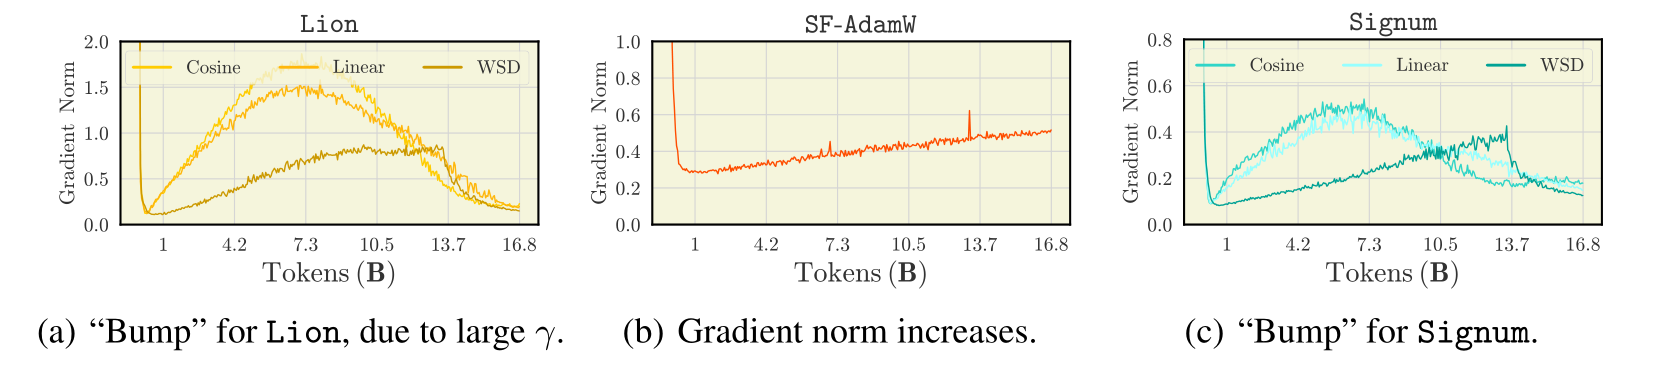 Lion
Gradient Norm
2.0
1.5
1.0
0.5
0.0
Cosine
Linear
WSD
1 4.2 7.3 10.5 13.7 16.8
Tokens (B)
(a) “Bump” for Lion, due to large γ.
SF-AdamW
Gradient Norm
1.0
0.8
0.6
0.4
0.2
0.0
1 4.2 7.3 10.5 13.7 16.8
Tokens (B)
(b) Gradient norm increases.
Signum
Gradient Norm
0.8
0.6
0.4
0.2
0.0
Cosine
Linear
WSD
1 4.2 7.3 10.5 13.7 16.8
Tokens (B)
(c) “Bump” for Signum.